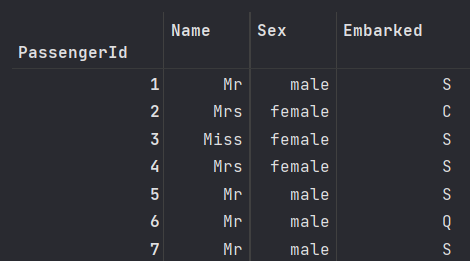 Name Sex Embarked
PassengerId
1 Mr male S
2 Mrs female C
3 Miss female S
4 Mrs female S
5 Mr male S
6 Mr male Q
7 Mr male S